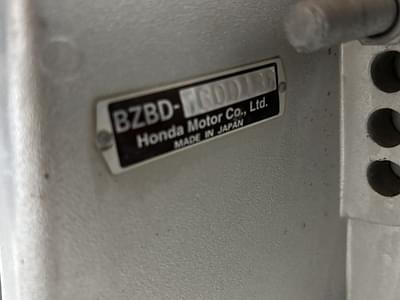 BZBD-
Honda Motor Co., Ltd.
MADE IN JAPAN